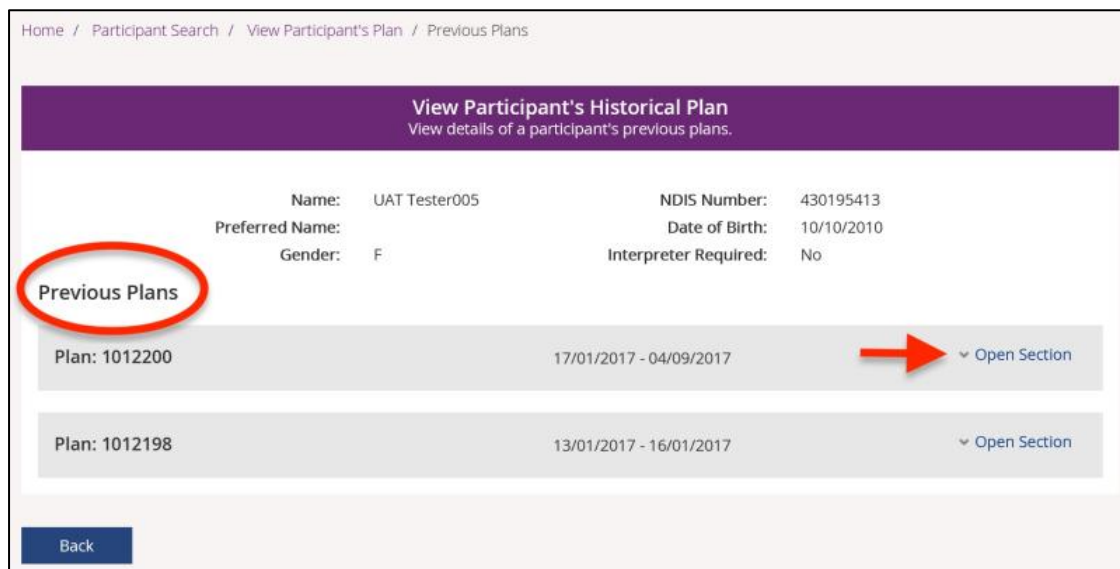 Home / Participant Search / View Participant's Plan / Previous Plans
View Participant's Historical Plan
View details of a participant's previous plans.
Name: UAT Tester005 NDIS Number: 430195413
Preferred Name: Date of Birth: 10/10/2010
Gender: F Interpreter Required: No
Previous Plans
Plan: 1012200 17/01/2017 - 04/09/2017 Open Section
Plan: 1012198 13/01/2017 - 16/01/2017 Open Section
Back